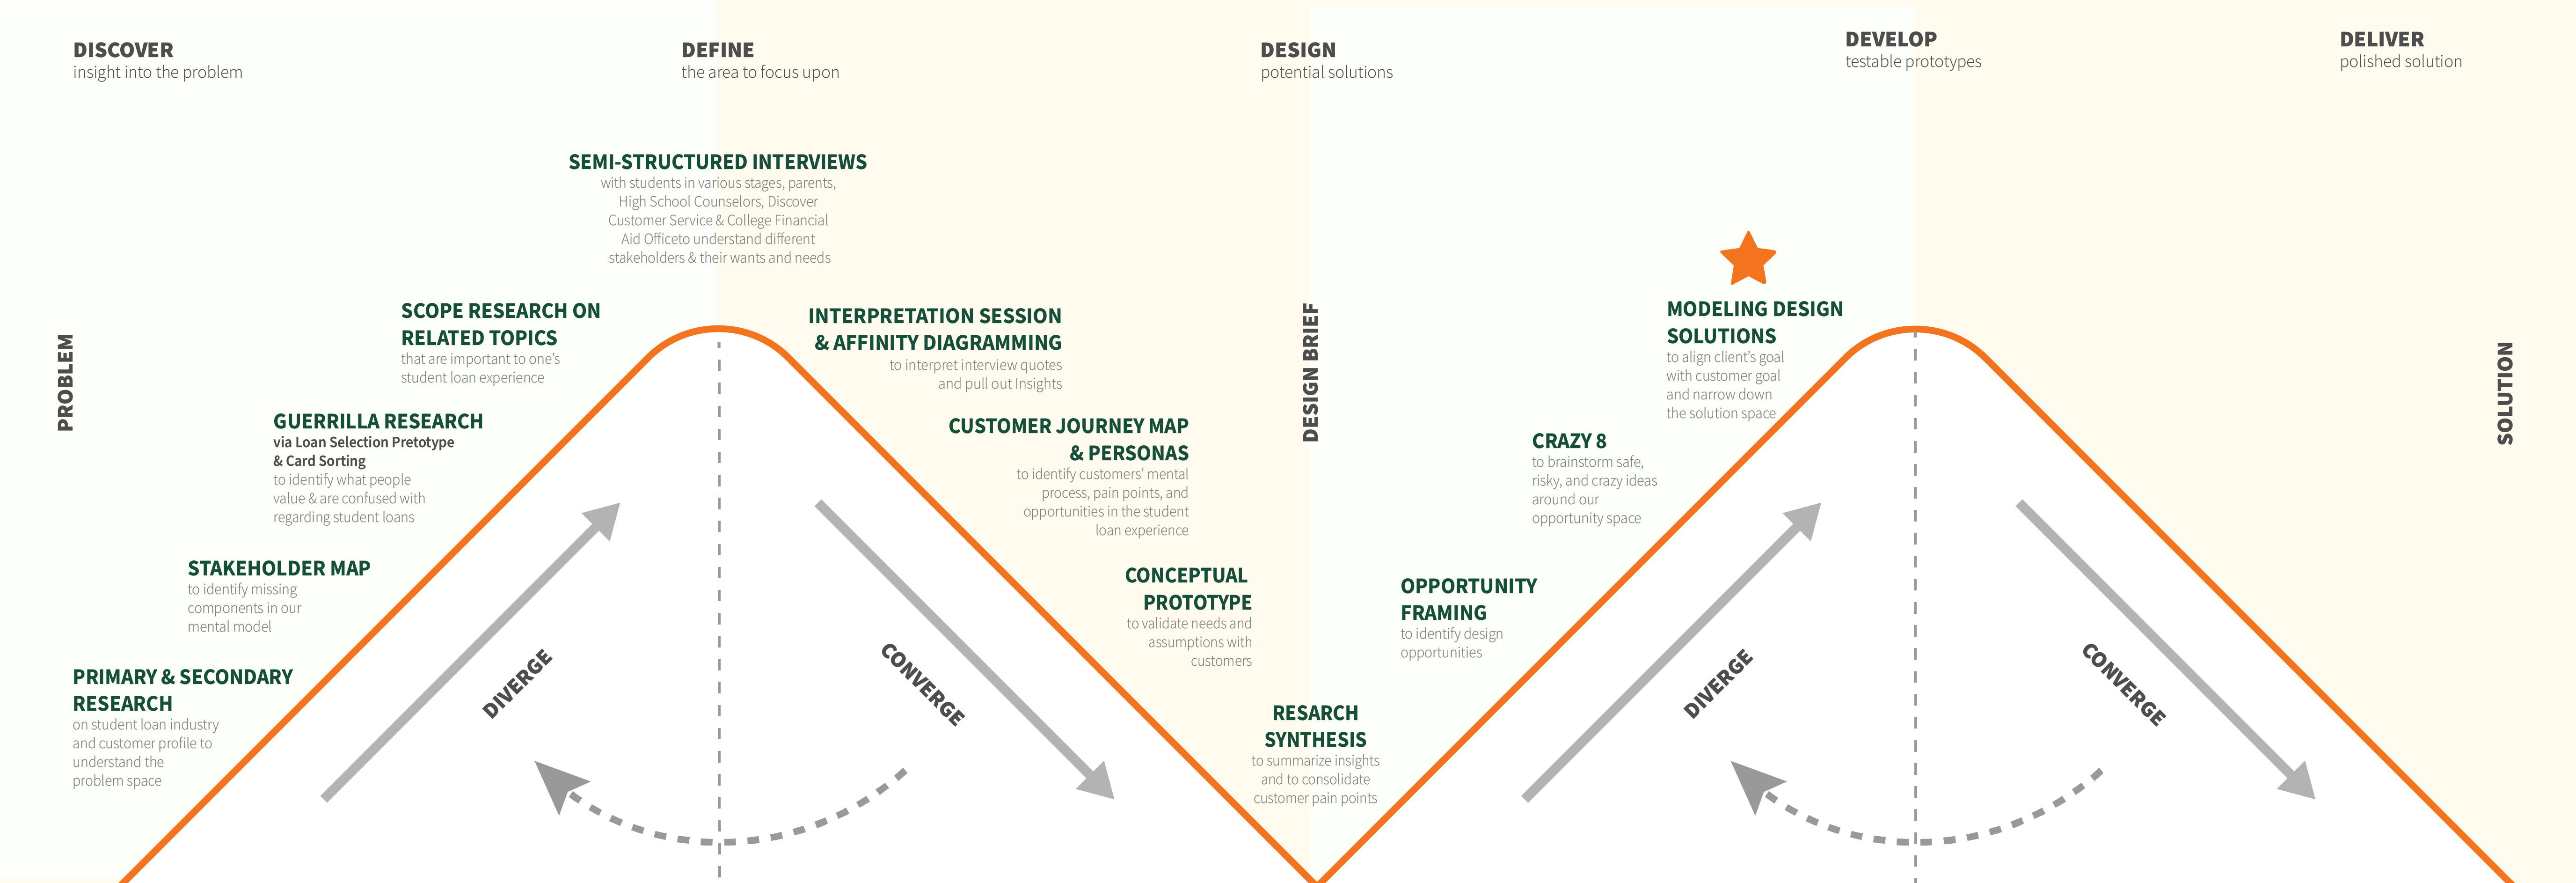 DISCOVER
insight into the problem
DEFINE
the area to focus upon
DESIGN
potential solutions
DEVELOP
testable prototypes
DELIVER
polished solution
PROBLEM
PRIMARY & SECONDARY
RESEARCH
on student loan industry
and customer profile to
understand the
problem space
STAKEHOLDER MAP
to identify missing
components in our
mental model
GUERRILLA RESEARCH
via Loan Selection Pretotype
& Card Sorting
to identify what people
value & are confused with
regarding student loans
SCOPE RESEARCH ON
RELATED TOPICS
that are important to one’s
student loan experience
SEMI-STRUCTURED INTERVIEWS
with students in various stages, parents,
High School Counselors, Discover
Customer Service & College Financial
Aid Officeto understand different
stakeholders & their wants and needs
DIVERGE
CONVERGE
INTERPRETATION SESSION
& AFFINITY DIAGRAMMING
to interpret interview quotes
and pull out Insights
CUSTOMER JOURNEY MAP
& PERSONAS
to identify customers’ mental
process, pain points, and
opportunities in the student
loan experience
CONCEPTUAL
PROTOTYPE
to validate needs and
assumptions with
customers
DESIGN BRIEF
RESARCH
SYNTHESIS
to summarize insights
and to consolidate
customer pain points
OPPORTUNITY
FRAMING
to identify design
opportunities
CRAZY 8
to brainstorm safe,
risky, and crazy ideas
around our
opportunity space
MODELING DESIGN
SOLUTIONS
to align client’s goal
with customer goal
and narrow down
the solution space
DIVERGE
CONVERGE
SOLUTION